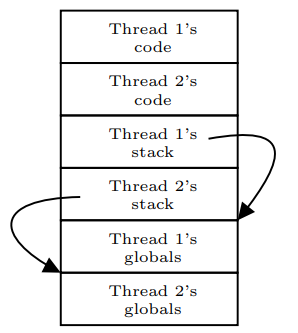 Thread 1's
code
Thread 2's
code
Thread 1's
stack
Thread 2's
stack
Thread 1's
globals
Thread 2's
globals